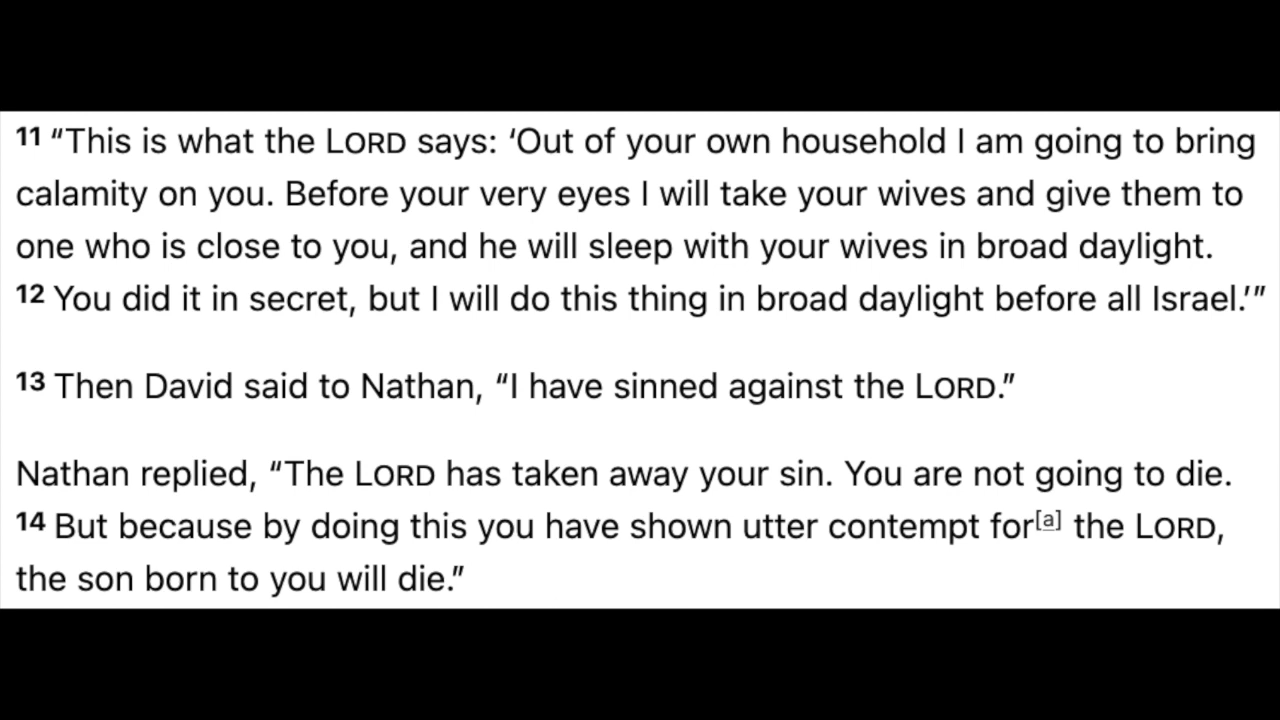 11 “This is what the LORD says: ‘Out of your own household I am going to bring
calamity on you. Before your very eyes I will take your wives and give them to
one who is close to you, and he will sleep with your wives in broad daylight.
12 You did it in secret, but I will do this thing in broad daylight before all Israel.’”
13 Then David said to Nathan, “I have sinned against the LORD.”
Nathan replied, “The LORD has taken away your sin. You are not going to die.
14 But because by doing this you have shown utter contempt for[a] the LORD,
the son born to you will die.”